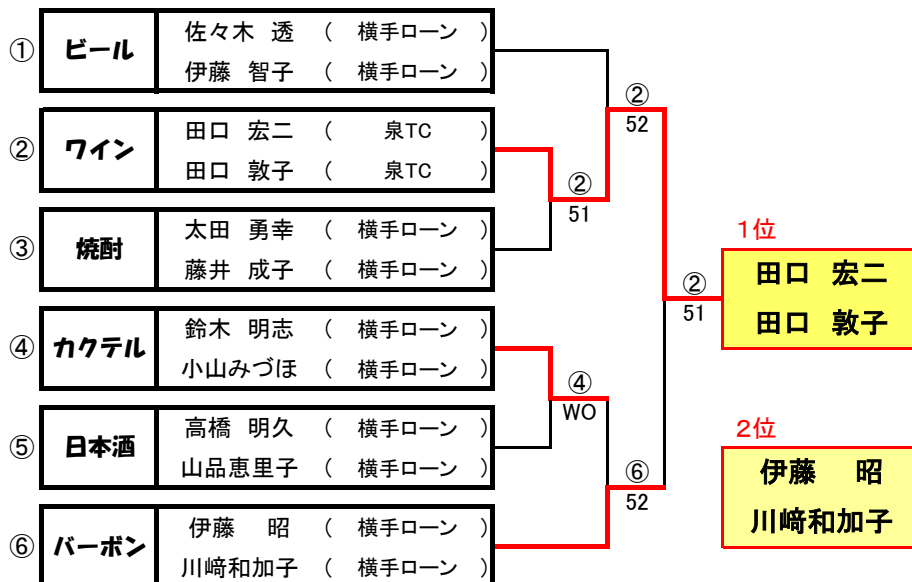 ① ビール 佐々木 透 ( 横手ローン )
伊藤 智子 ( 横手ローン )
② ワイン 田口 宏二 ( 泉TC )
田口 敦子 ( 泉TC )
③ 焼酎 太田 勇幸 ( 横手ローン )
藤井 成子 ( 横手ローン )
④ カクテル 鈴木 明志 ( 横手ローン )
小山みづほ ( 横手ローン )
⑤ 日本酒 高橋 明久 ( 横手ローン )
山品恵里子 ( 横手ローン )
⑥ バーボン 伊藤 昭 ( 横手ローン )
川﨑和加子 ( 横手ローン )
②
51
④
WO
②
52
⑥
52
②
51
1位
田口 宏二
田口 敦子
2位
伊藤 昭
川﨑和加子